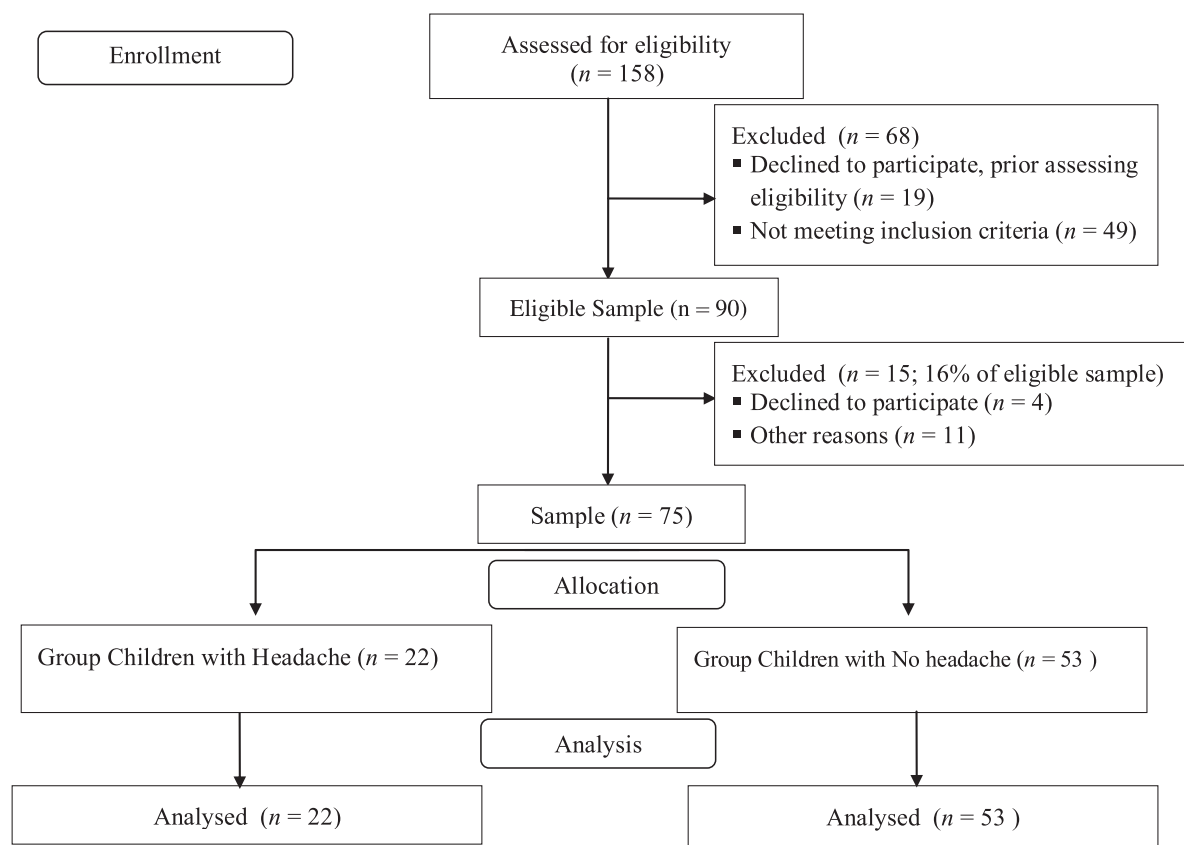 Enrollment
Assessed for eligibility
(n = 158)
Excluded (n = 68)
▪ Declined to participate, prior assessing
eligibility (n = 19)
▪ Not meeting inclusion criteria (n = 49)
Eligible Sample (n = 90)
Excluded (n = 15; 16% of eligible sample)
▪ Declined to participate (n = 4)
▪ Other reasons (n = 11)
Sample (n = 75)
Allocation
Group Children with Headache (n = 22)
Group Children with No headache (n = 53 )
Analysis
Analysed (n = 22)
Analysed (n = 53 )